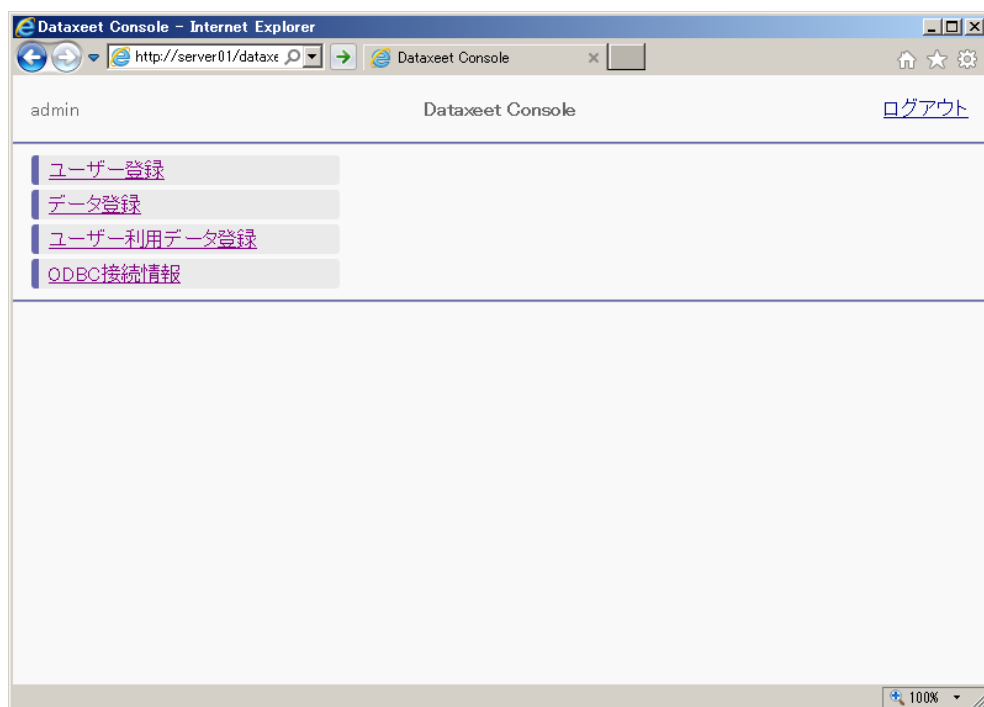 Dataxeet Console - Internet Explorer
http://server01/dataxe
Dataxeet Console
admin
Dataxeet Console
ログアウト
ユーザー登録
データ登録
ユーザー利用データ登録
ODBC接続情報
100%